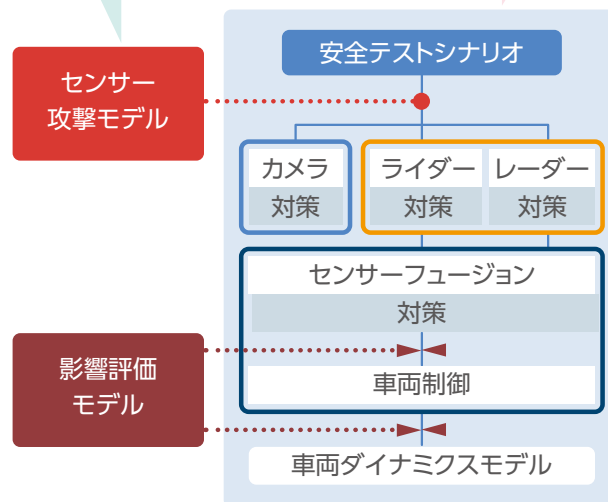 安全テストシナリオ
センサー
攻撃モデル
カメラ
対策
ライダー
対策
レーダー
対策
センサーフュージョン
対策
影響評価
モデル
車両制御
車両ダイナミクスモデル